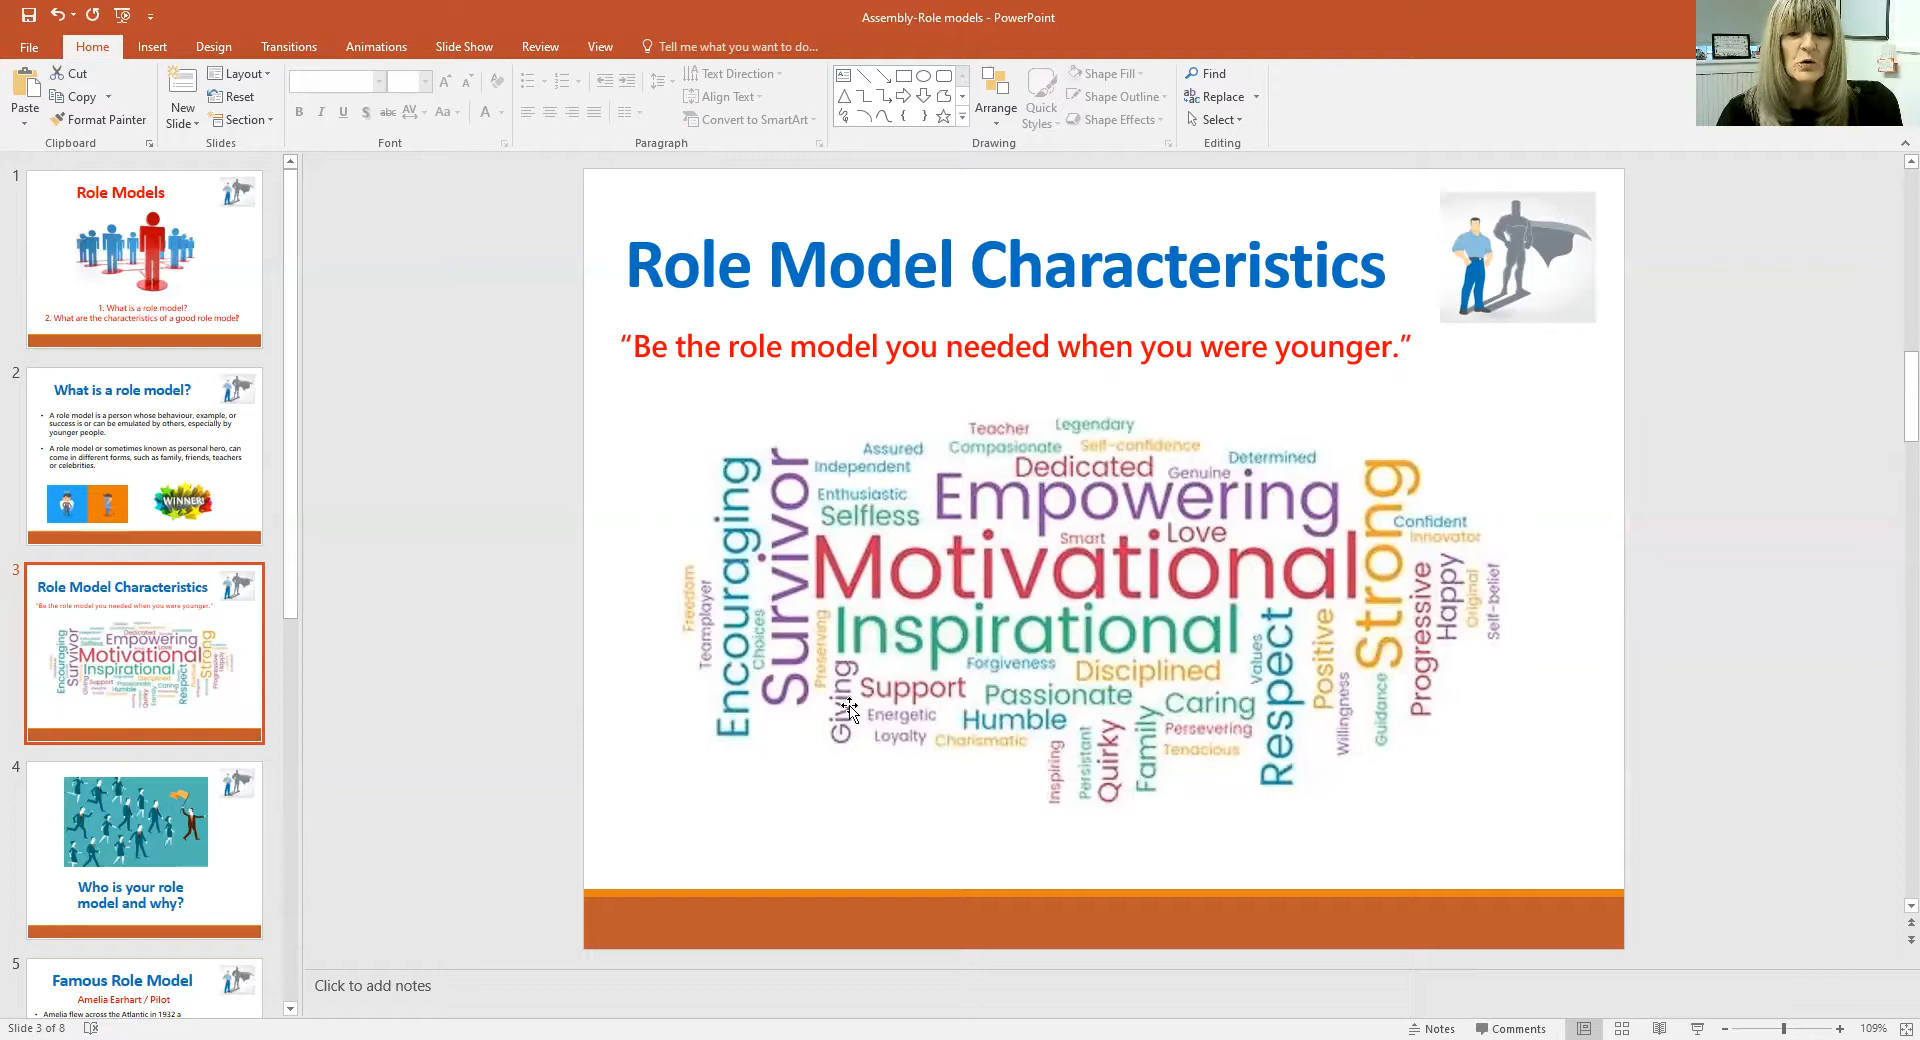 Assembly-Role models - PowerPoint
File Home Insert Design Transitions Animations Slide Show Review View Tell me what you want to do...
Paste
Cut
Copy
Format Painter
Clipboard
New Slide
Layout
Reset
Section
Slides
B I U S abc AV Aa A
Font
Text Direction
Align Text
Convert to SmartArt
Paragraph
Arrange
Quick Styles
Shape Fill
Shape Outline
Shape Effects
Drawing
Find
Replace
Select
Editing
1
Role Models
1. What is a role model?
2. What are the characteristics of a good role model?
2
What is a role model?
• A role model is a person whose behaviour, example, or
success is or can be emulated by others, especially by
younger people.
• A role model or sometimes known as personal hero, can
come in different forms, such as family, friends, teachers
or celebrities.
WINNER!
3
Role Model Characteristics
"Be the role model you needed when you were younger."
4
Who is your role
model and why?
5
Famous Role Model
Amelia Earhart / Pilot
• Amelia flew across the Atlantic in 1932 a
Role Model Characteristics
“Be the role model you needed when you were younger.”
Teacher
Legendary
Assured
Compasionate
Self-confidence
Independent
Dedicated
Genuine
Determined
Enthusiastic
Empowering
Selfless
Encouraging
Survivor
Smart
Love
Motivational
Strong
Confident
Innovator
Freedom
Teamplayer
Choices
Preserving
Inspirational
Values
Respect
Positive
Progressive
Happy
Original
Self-belief
Forgiveness
Disciplined
Giving
Support
Passionate
Caring
Energetic
Humble
Persevering
Loyalty
Charismatic
Tenacious
Inspiring
Persistant
Quirky
Family
Willingness
Guidance
Click to add notes
Slide 3 of 8
Notes
Comments
109%